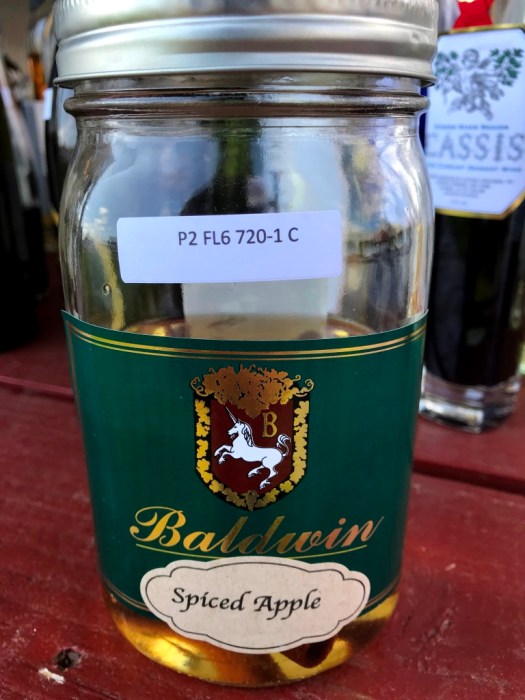 P2 FL6 720-1 C
B
Baldwin
Spiced Apple
CASSIS